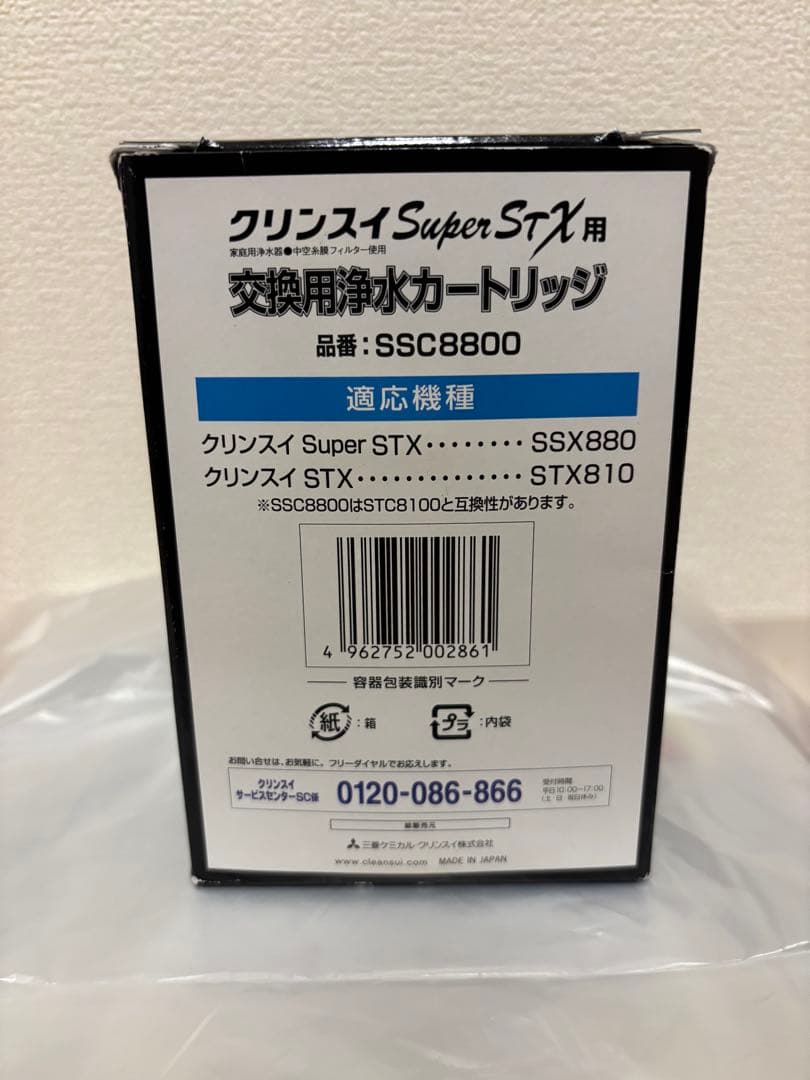 クリンスイSuper STX用
家庭用浄水器●中空糸膜フィルター使用
交換用浄水カートリッジ
品番：SSC8800
適応機種
クリンスイ Super STX‥‥‥‥ SSX880
クリンスイ STX‥‥‥‥‥‥‥ STX810
※SSC8800はSTC8100と互換性があります。
4 962752 002861
容器包装識別マーク
紙：箱 プラ：内袋
お問い合せは、お気軽に。フリーダイヤルでお応えします。
クリンスイ
サービスセンターSC係
0120-086-866
受付時間
平日10:00~17:00
(土・日・祝日休み)
三菱ケミカル・クリンスイ株式会社
www.cleansui.com MADE IN JAPAN